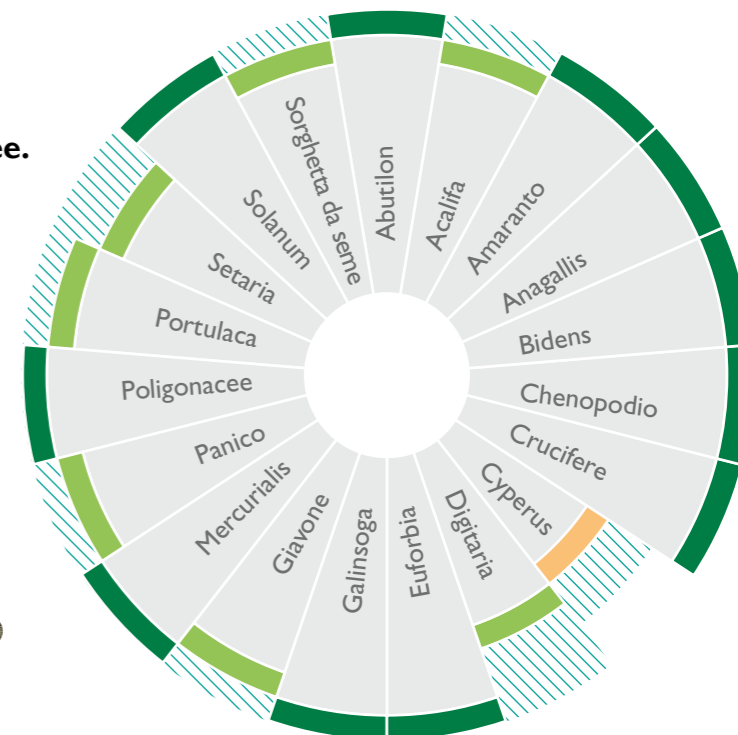 ee.
Abutilon
Acalifa
Amaranto
Anagallis
Bidens
Chenopodio
Crucifere
Cyperus
Digitaria
Euforbia
Galinsoga
Giavone
Mercurialis
Panico
Poligonacee
Portulaca
Setaria
Solanum
Sorghetta da seme